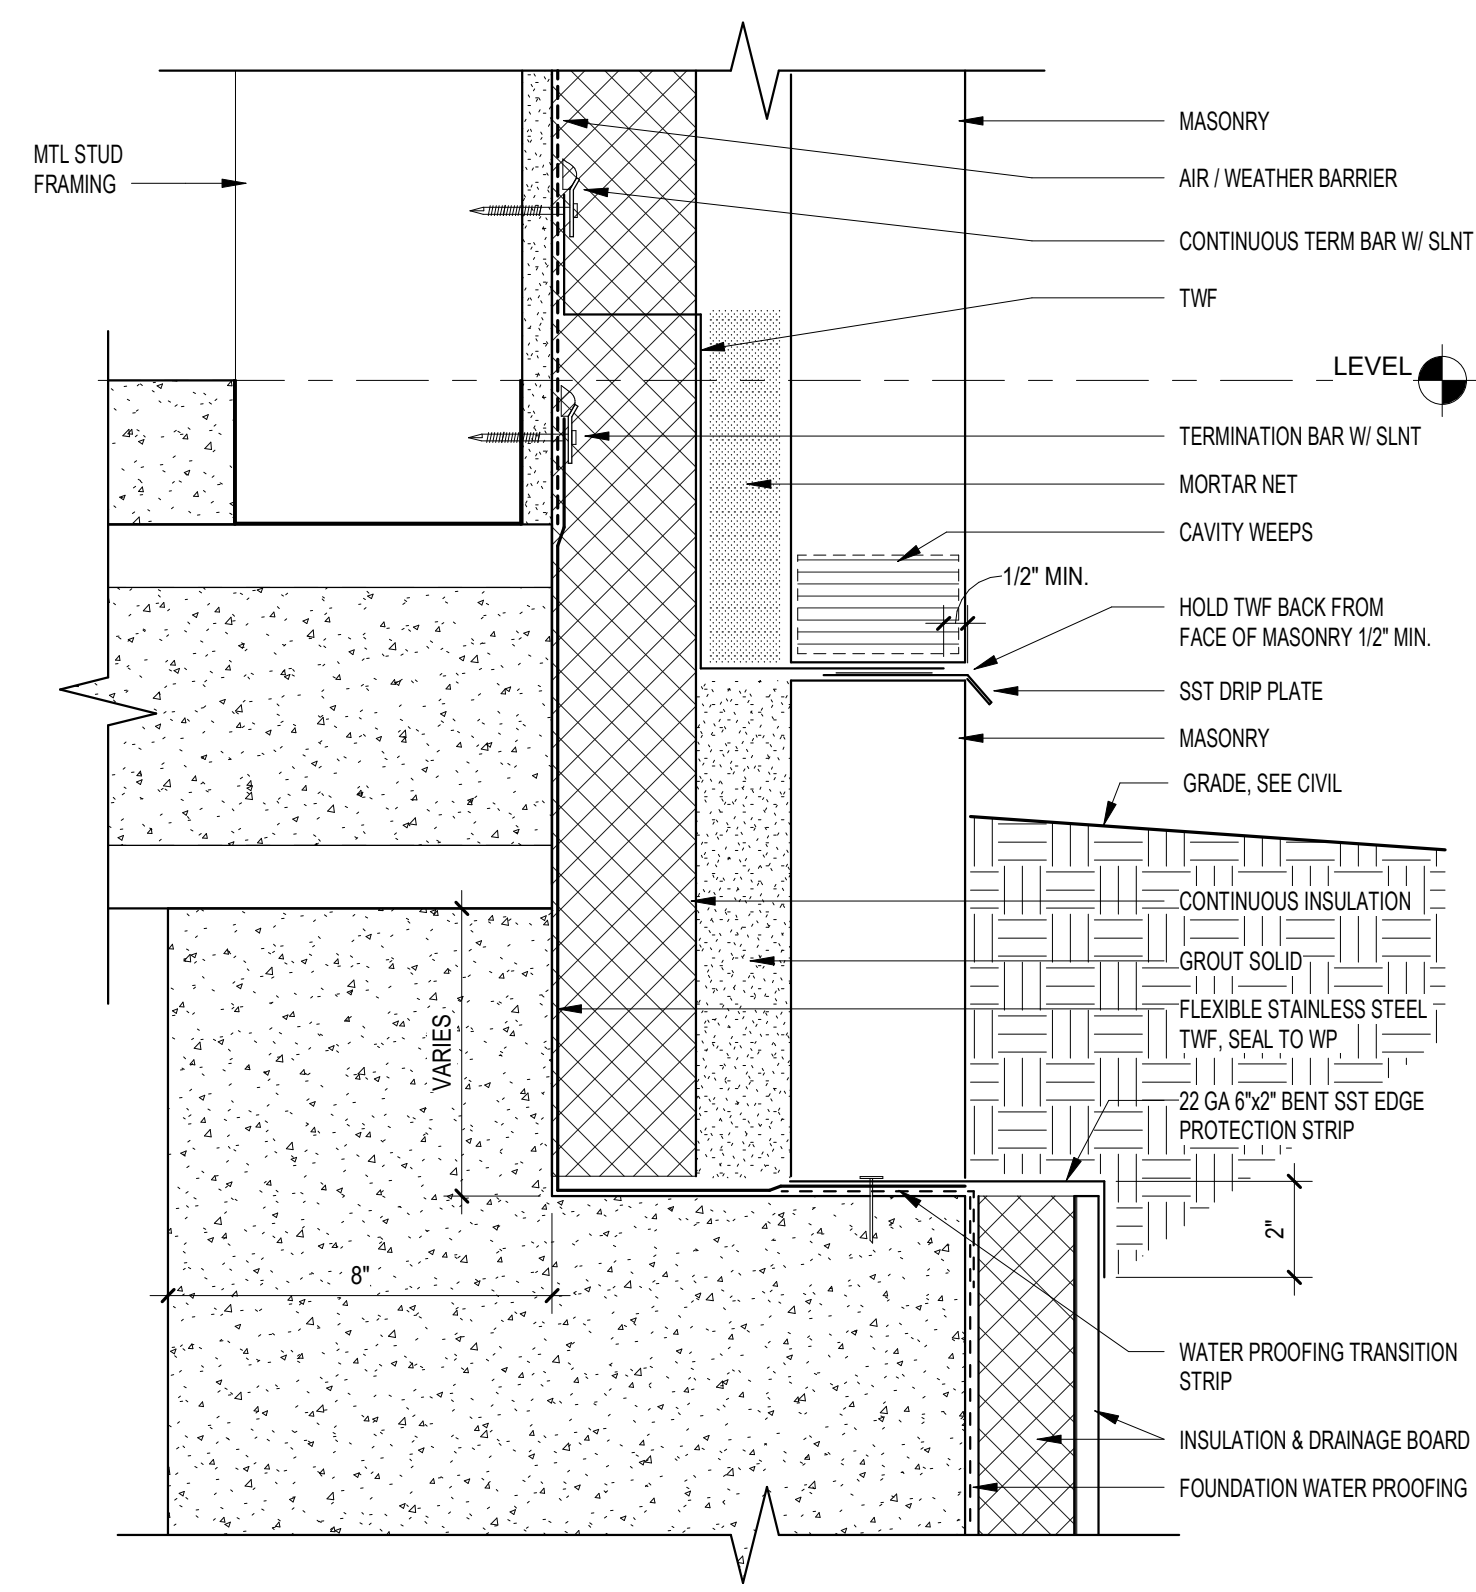 MTL STUD
FRAMING
MASONRY
AIR / WEATHER BARRIER
CONTINUOUS TERM BAR W/ SLNT
TWF
LEVEL
TERMINATION BAR W/ SLNT
MORTAR NET
CAVITY WEEPS
1/2" MIN.
HOLD TWF BACK FROM
FACE OF MASONRY 1/2" MIN.
SST DRIP PLATE
MASONRY
GRADE, SEE CIVIL
CONTINUOUS INSULATION
GROUT SOLID
FLEXIBLE STAINLESS STEEL
TWF, SEAL TO WP
VARIES
22 GA 6"x2" BENT SST EDGE
PROTECTION STRIP
2"
8"
WATER PROOFING TRANSITION
STRIP
INSULATION & DRAINAGE BOARD
FOUNDATION WATER PROOFING